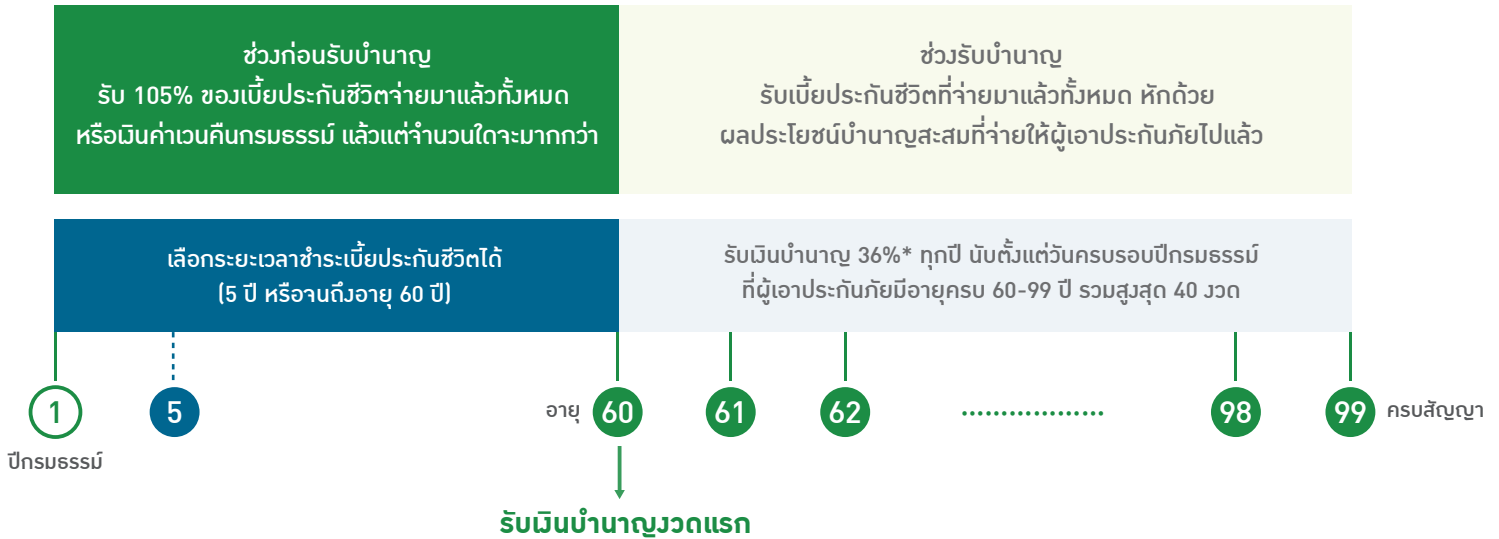 ช่วงก่อนรับบำนาญ
รับ 105% ของเบี้ยประกันชีวิตจ่ายมาแล้วทั้งหมด
หรือเงินค่าเวนคืนกรมธรรม์ แล้วแต่จำนวนใดจะมากกว่า
ช่วงรับบำนาญ
รับเบี้ยประกันชีวิตที่จ่ายมาแล้วทั้งหมด หักด้วย
ผลประโยชน์บำนาญสะสมที่จ่ายให้ผู้เอาประกันภัยไปแล้ว
เลือกระยะเวลาชำระเบี้ยประกันชีวิตได้
(5 ปี หรือจนถึงอายุ 60 ปี)
รับเงินบำนาญ 36%* ทุกปี นับตั้งแต่วันครบรอบปีกรมธรรม์
ที่ผู้เอาประกันภัยมีอายุครบ 60-99 ปี รวมสูงสุด 40 งวด
1 5 อายุ 60 61 62 ................. 98 99 ครบสัญญา
ปีกรมธรรม์
รับเงินบำนาญงวดแรก